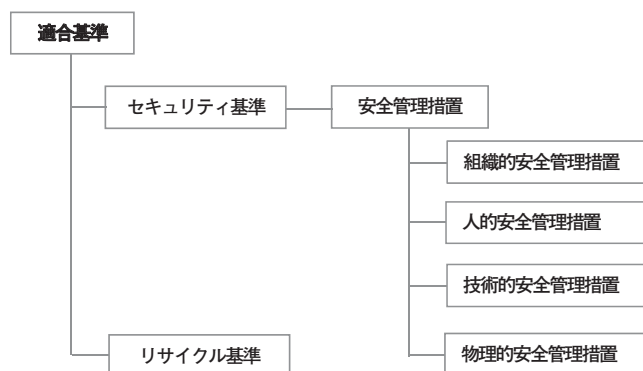 適合基準
セキュリティ基準
安全管理措置
組織的安全管理措置
人的安全管理措置
技術的安全管理措置
物理的安全管理措置
リサイクル基準